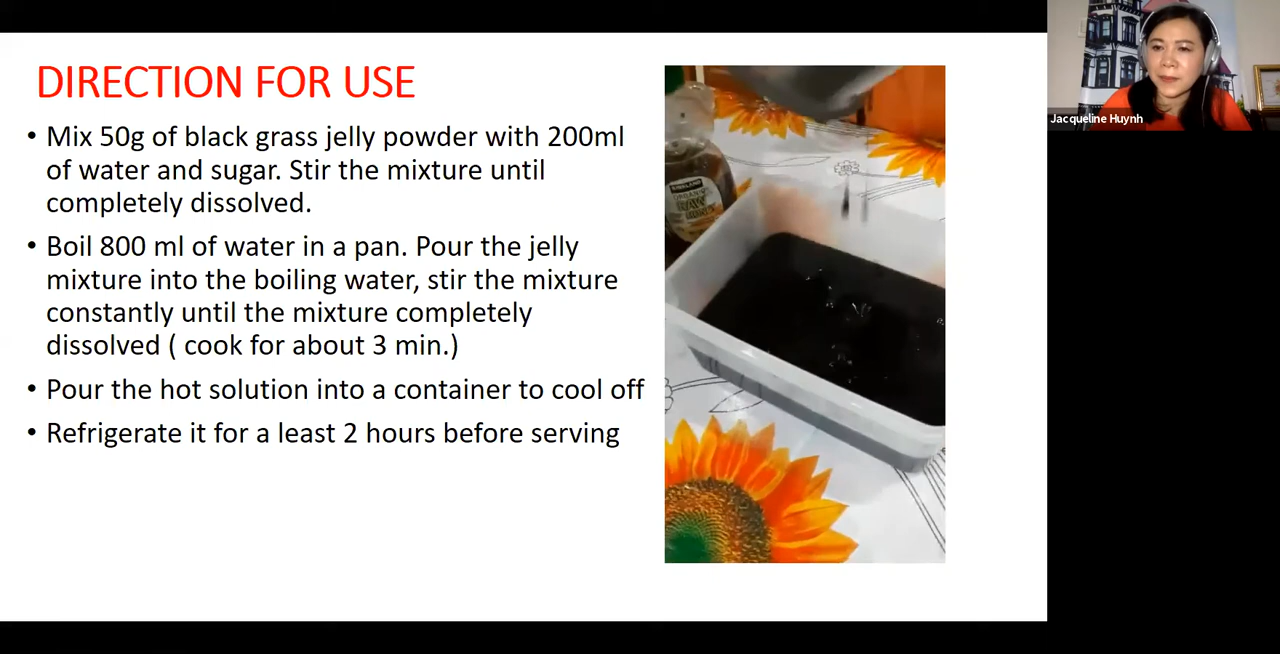 DIRECTION FOR USE
• Mix 50g of black grass jelly powder with 200ml
of water and sugar. Stir the mixture until
completely dissolved.
• Boil 800 ml of water in a pan. Pour the jelly
mixture into the boiling water, stir the mixture
constantly until the mixture completely
dissolved ( cook for about 3 min.)
• Pour the hot solution into a container to cool off
• Refrigerate it for a least 2 hours before serving
KIRKLAND
RAW
Jacqueline Huynh